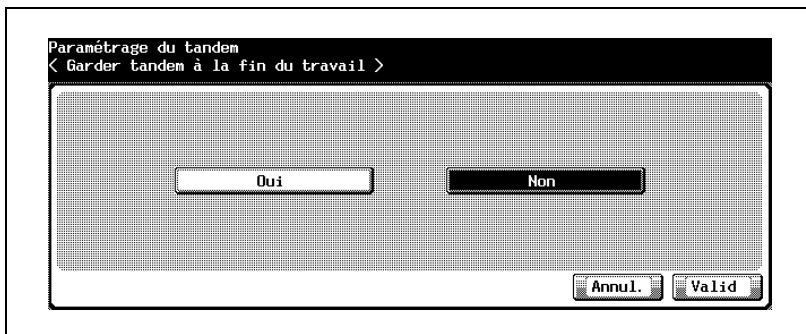 Paramétrage du tandem
< Garder tandem à la fin du travail >
Oui Non
Annul. Valid